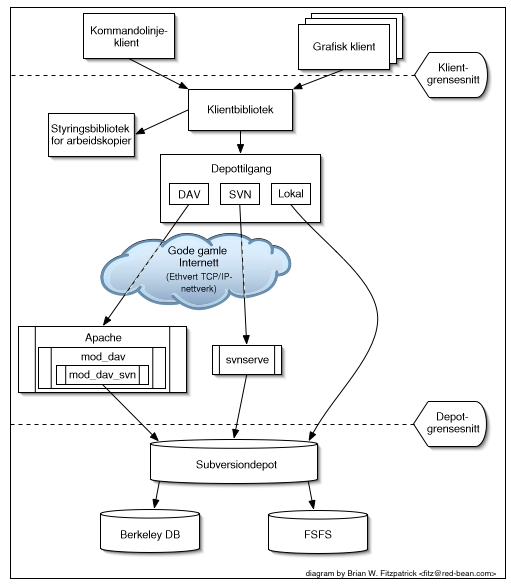 Kommandolinje-
klient
Grafisk klient
Klient-
grensesnitt
Klientbibliotek
Styringsbibliotek
for arbeidskopier
Depottilgang
DAV
SVN
Lokal
Gode gamle
Internett
(Ethvert TCP/IP-
nettverk)
Apache
mod_dav
mod_dav_svn
svnserve
Depot-
grensesnitt
Subversiondepot
Berkeley DB
FSFS
diagram by Brian W. Fitzpatrick <fitz@red-bean.com>